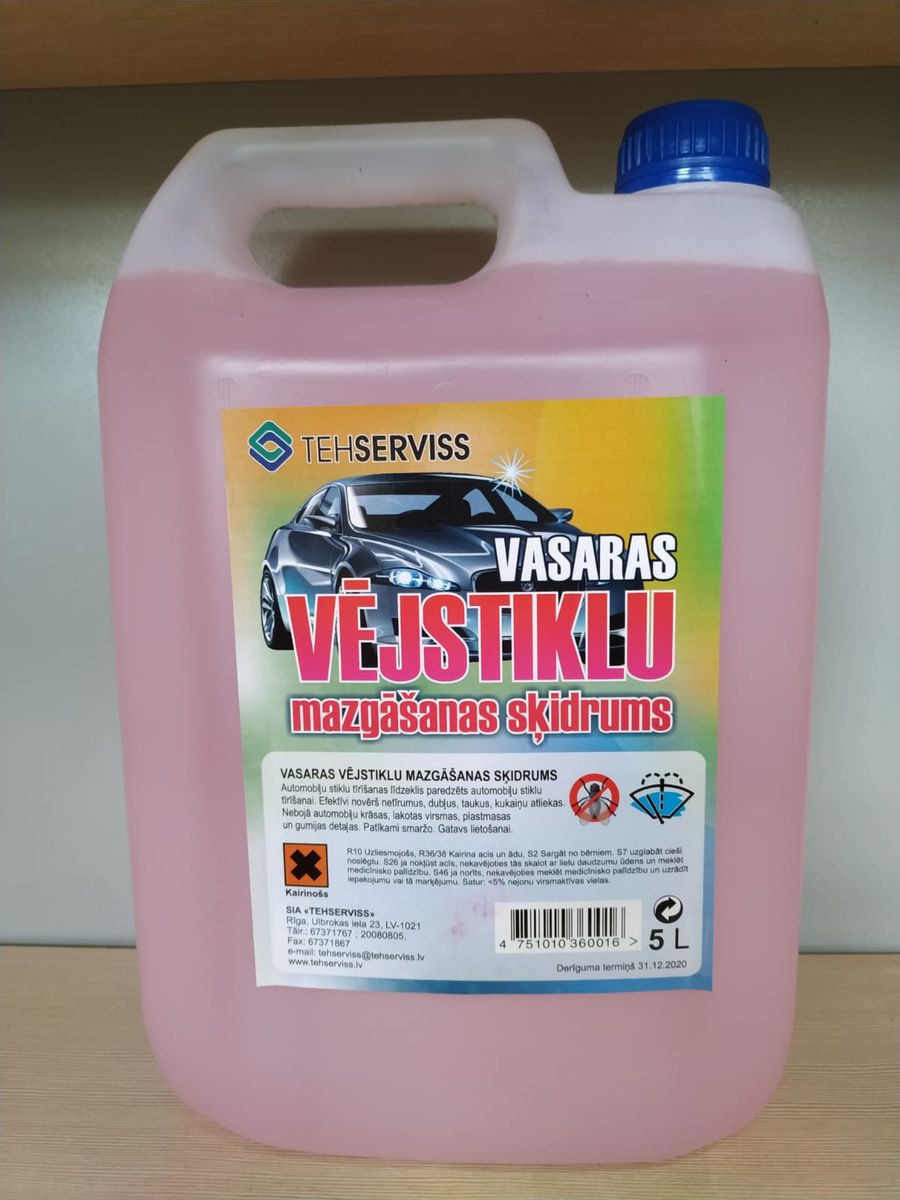 TEHSERVISS
VASARAS
VĒJSTIKLU
mazgāšanas sķidrums
VASARAS VĒJSTIKLU MAZGĀŠANAS SĶIDRUMS
Automobiļu stiklu tīrīšanas līdzeklis paredzēts automobiļu stiklu
tīrīšanai. Efektīvi novērš netīrumus, dubļus, taukus, kukaiņu atliekas.
Nebojā automobiļu krāsas, lakotas virsmas, plastmasas
un gumijas detaļas. Patīkami smaržo. Gatavs lietošanai.
R10 Uzliesmojošs, R36/38 Kairina acis un ādu, S2 Sargāt no bērniem. S7 uzglabāt cieši
noslēgtu. S26 ja nokļūst acīs, nekavējoties tās skalot ar lielu daudzumu ūdens un meklēt
medicīnisko palīdzību. S46 ja norīts, nekavējoties meklēt medicīnisko palīdzību un uzrādīt
iepakojumu vai tā marķējumu. Satur: <5% nejonu virsmaktīvas vielas.
Kairinošs
SIA «TEHSERVISS»
Rīga, Ulbrokas iela 23, LV-1021
Tālr.: 67371767 ; 20080805,
Fax: 67371867
e-mail: tehserviss@tehserviss.lv
www.tehserviss.lv
4 751010 360016 >
5 L
Derīguma termiņš 31.12.2020